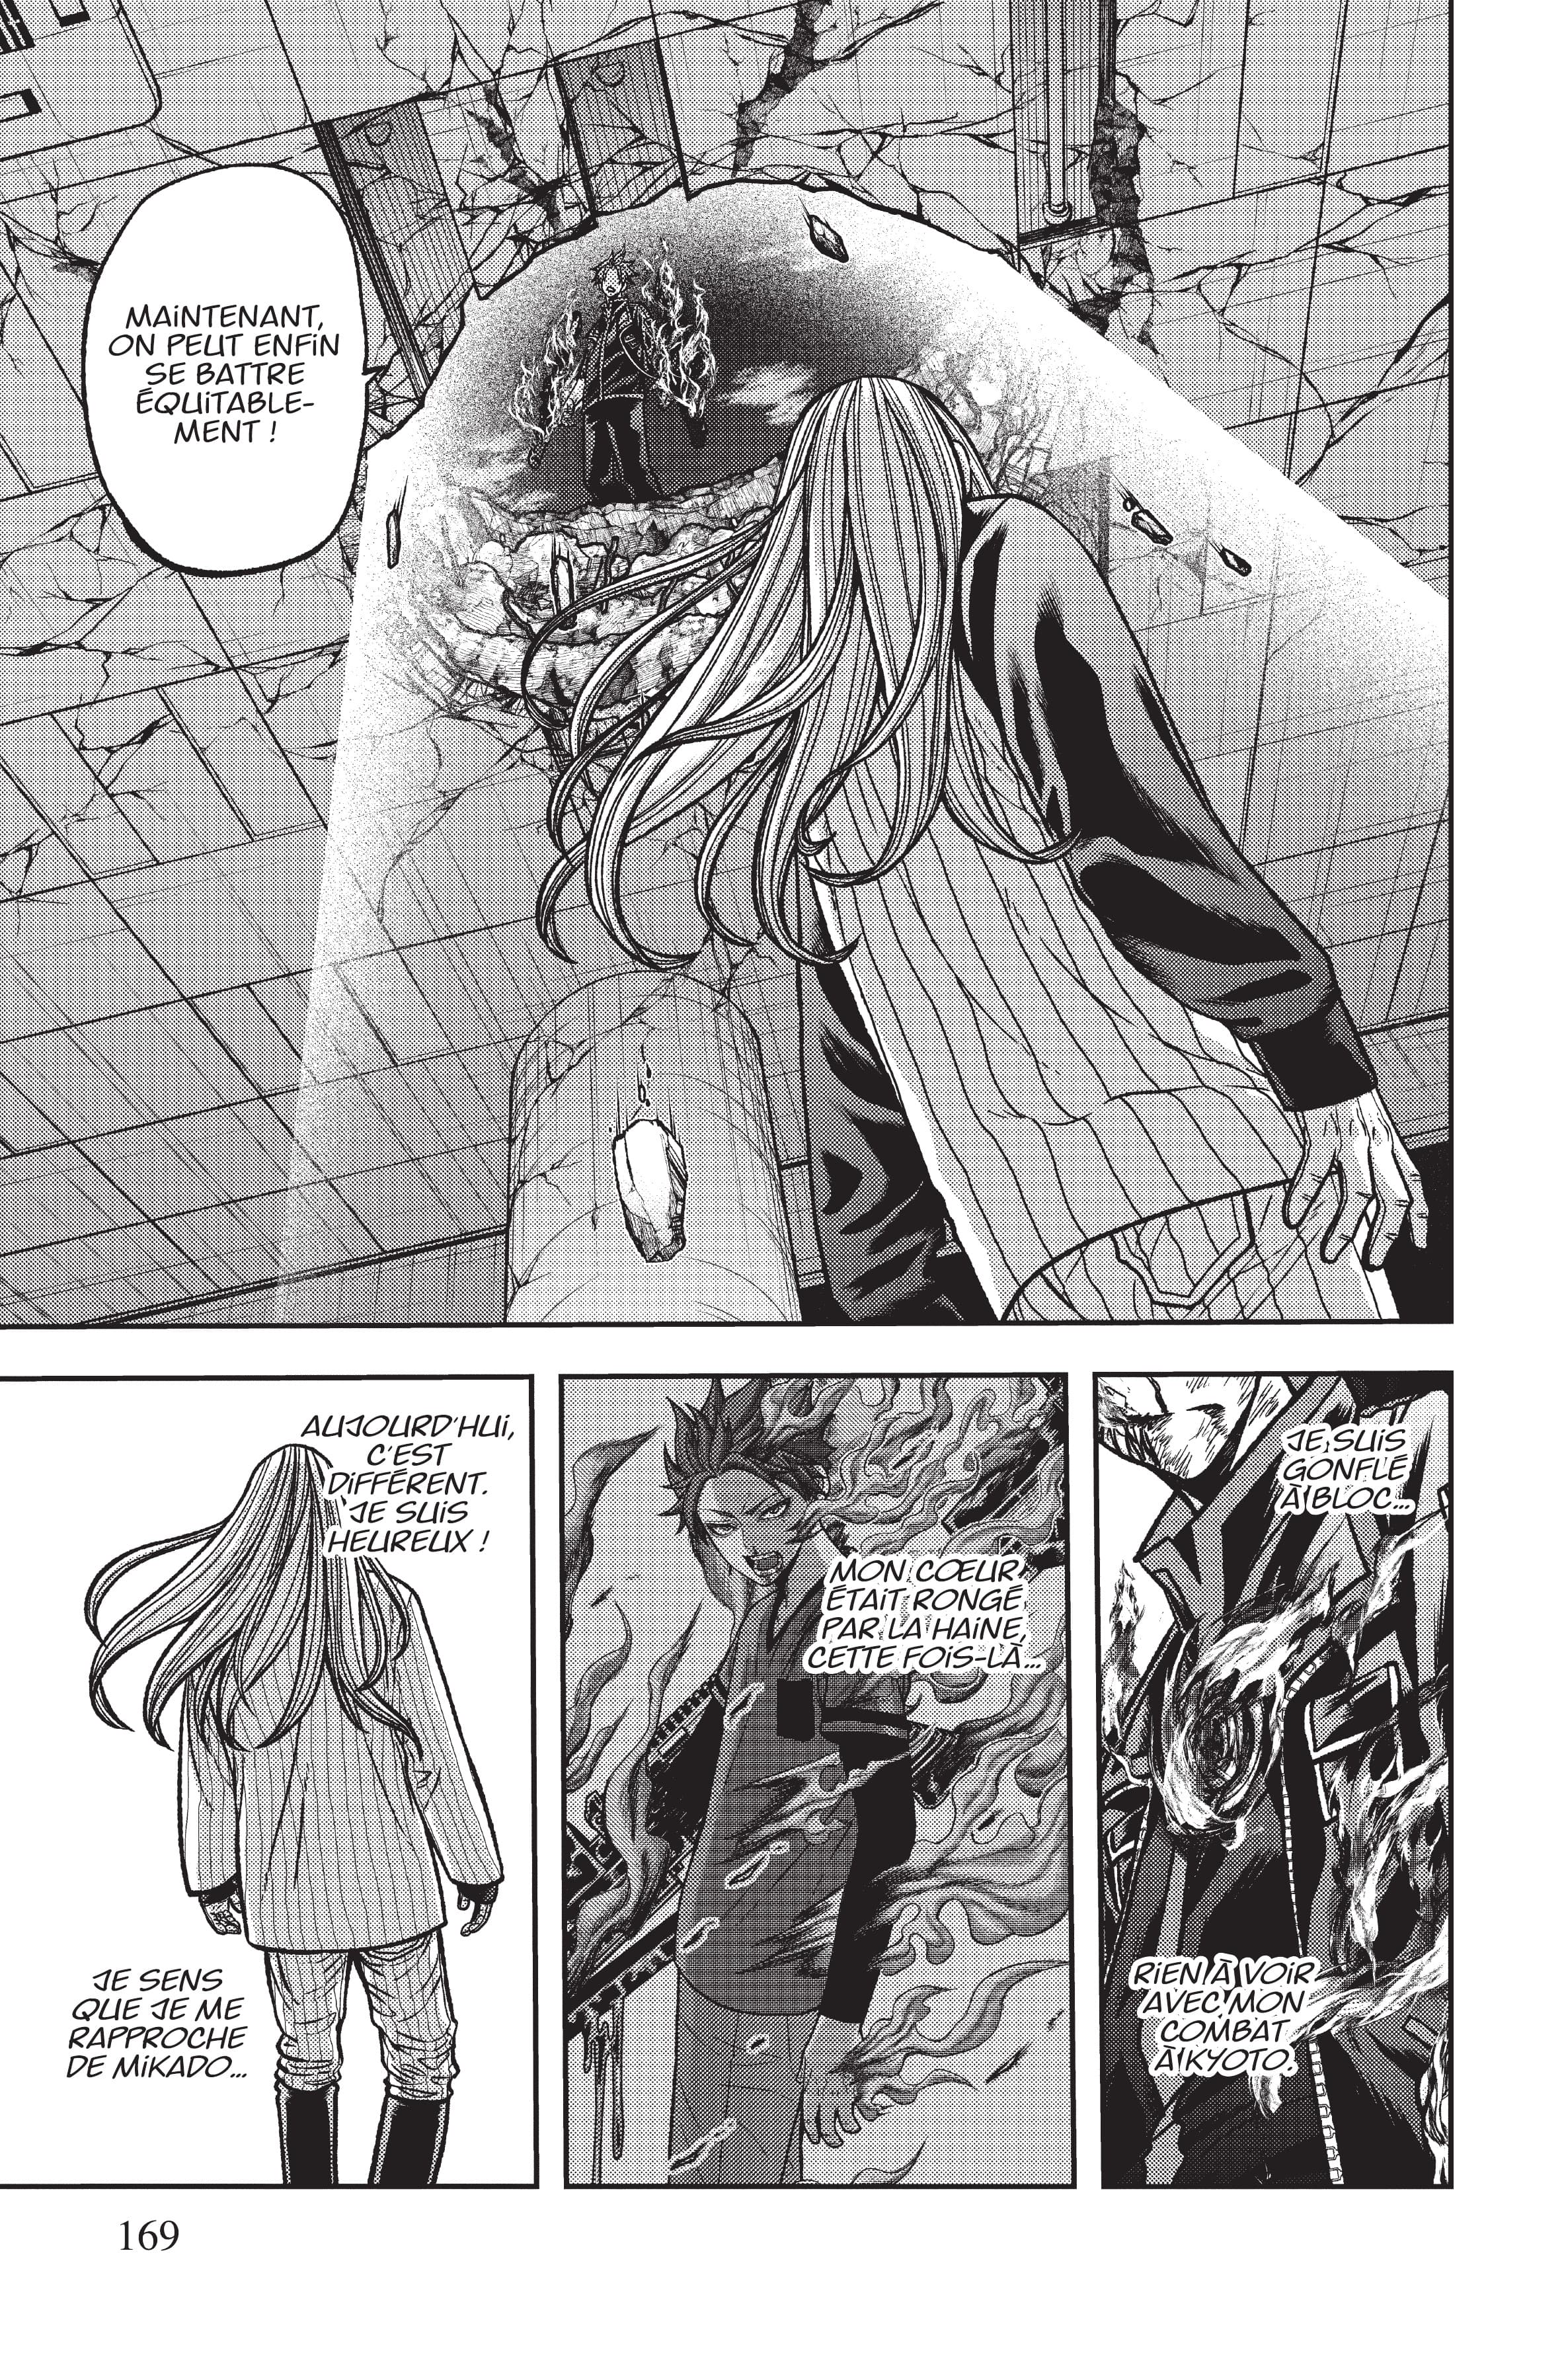 MAINTENANT,
ON PEUT ENFIN
SE BATTRE
ÉQUITABLE-
MENT !
JE SUIS
GONFLÉ
À BLOC...
RIEN À VOIR
AVEC MON
COMBAT
À KYOTO.
MON CŒUR
ÉTAIT RONGÉ
PAR LA HAINE,
CETTE FOIS-LÀ...
AUJOURD'HUI,
C'EST
DIFFÉRENT.
JE SUIS
HEUREUX !
JE SENS
QUE JE ME
RAPPROCHE
DE MIKADO...
169